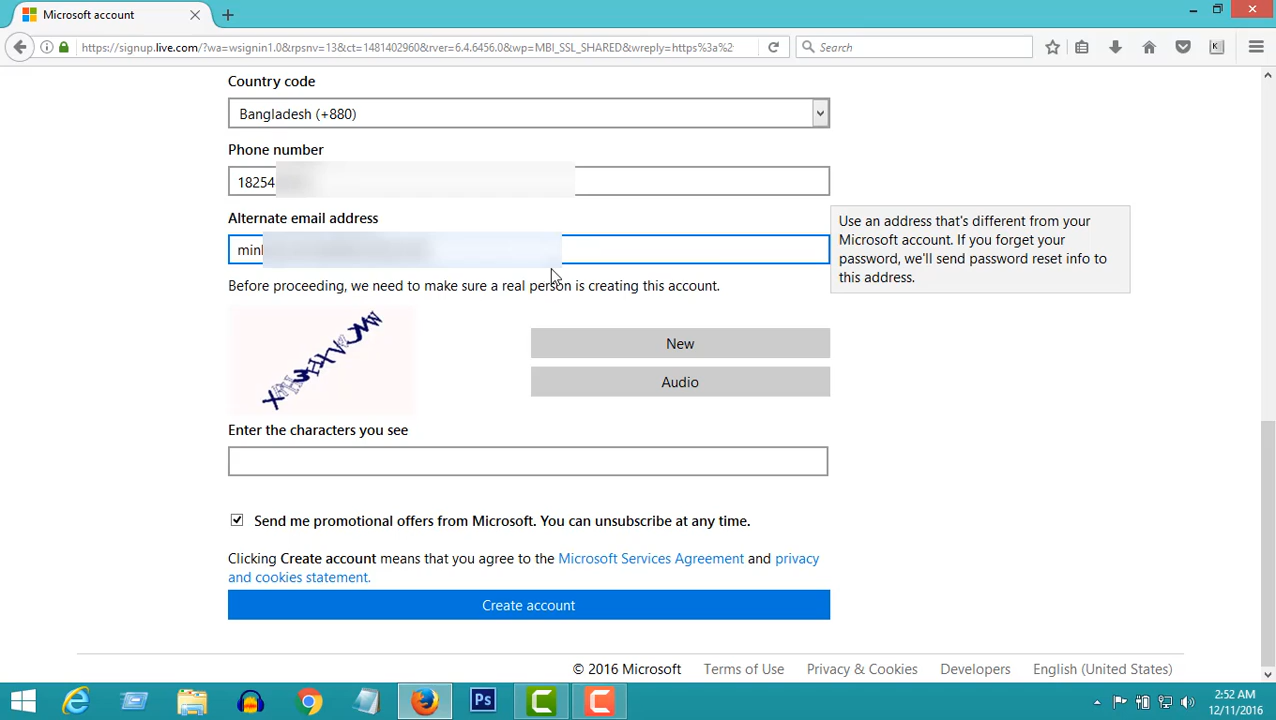 Microsoft account
https://signup.live.com/?wa=wsignin1.0&rpsnv=13&ct=1481402960&rver=6.4.6456.0&wp=MBI_SSL_SHARED&wreply=https%3a%2
Search
Country code
Bangladesh (+880)
Phone number
18254
Alternate email address
Use an address that's different from your
Microsoft account. If you forget your
password, we'll send password reset info to
this address.
Before proceeding, we need to make sure a real person is creating this account.
New
Audio
Enter the characters you see
Send me promotional offers from Microsoft. You can unsubscribe at any time.
Clicking Create account means that you agree to the Microsoft Services Agreement and privacy
and cookies statement.
Create account
© 2016 Microsoft Terms of Use Privacy & Cookies Developers English (United States)
2:52 AM
12/11/2016